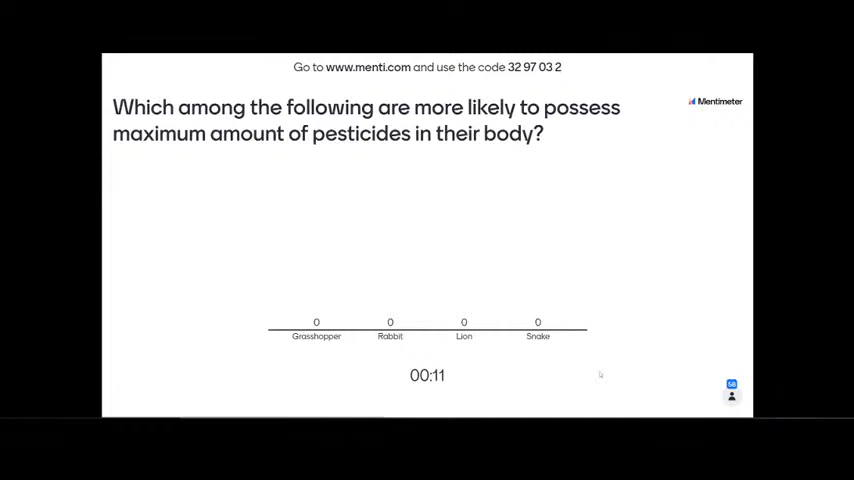 Go to www.menti.com and use the code 32 97 03 2
Which among the following are more likely to possess
maximum amount of pesticides in their body?
Mentimeter
0 0 0 0
Grasshopper Rabbit Lion Snake
00:11
58